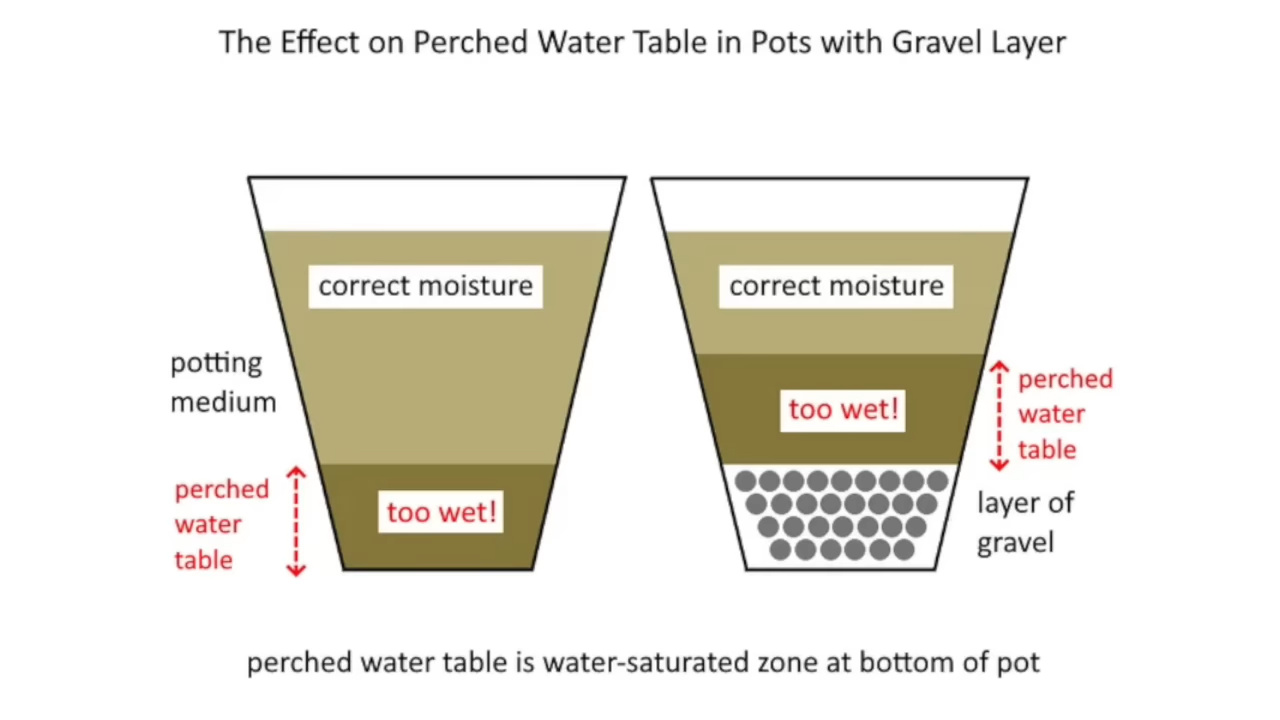 The Effect on Perched Water Table in Pots with Gravel Layer
correct moisture
potting
medium
perched
water
table
too wet!
correct moisture
too wet!
perched
water
table
layer of
gravel
perched water table is water-saturated zone at bottom of pot